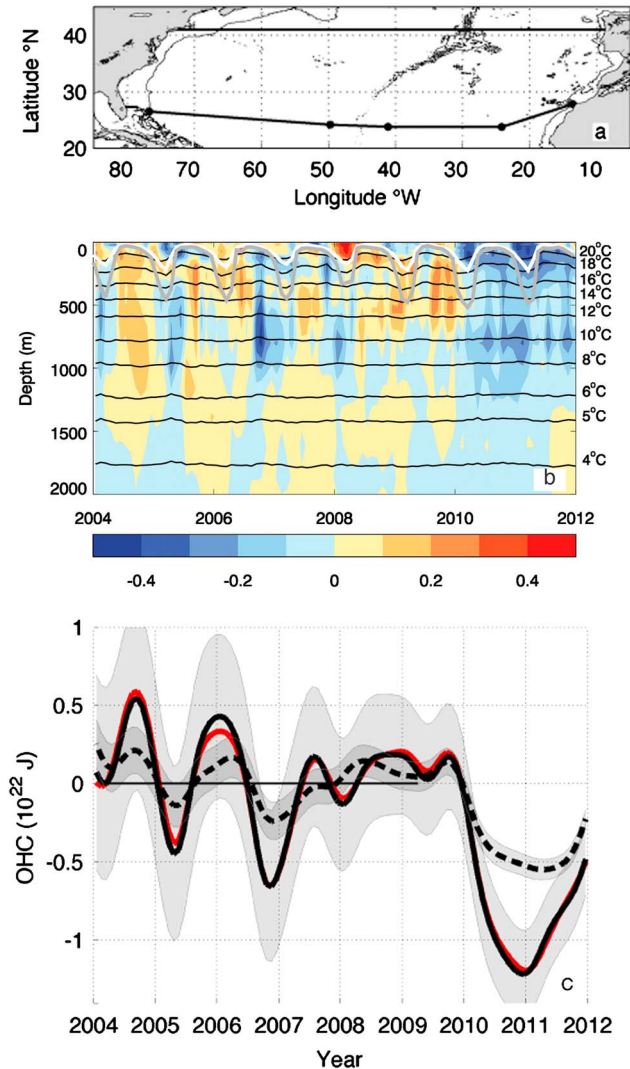 Latitude °N
40
30
20
80
70
60
50
40
30
20
10
Longitude °W
a
Depth (m)
0
500
1000
1500
2000
20°C
18°C
16°C
14°C
12°C
10°C
8°C
6°C
5°C
4°C
b
2004
2006
2008
2010
2012
-0.4
-0.2
0
0.2
0.4
OHC (10²² J)
1
0.5
0
-0.5
-1
c
2004 2005 2006 2007 2008 2009 2010 2011 2012
Year